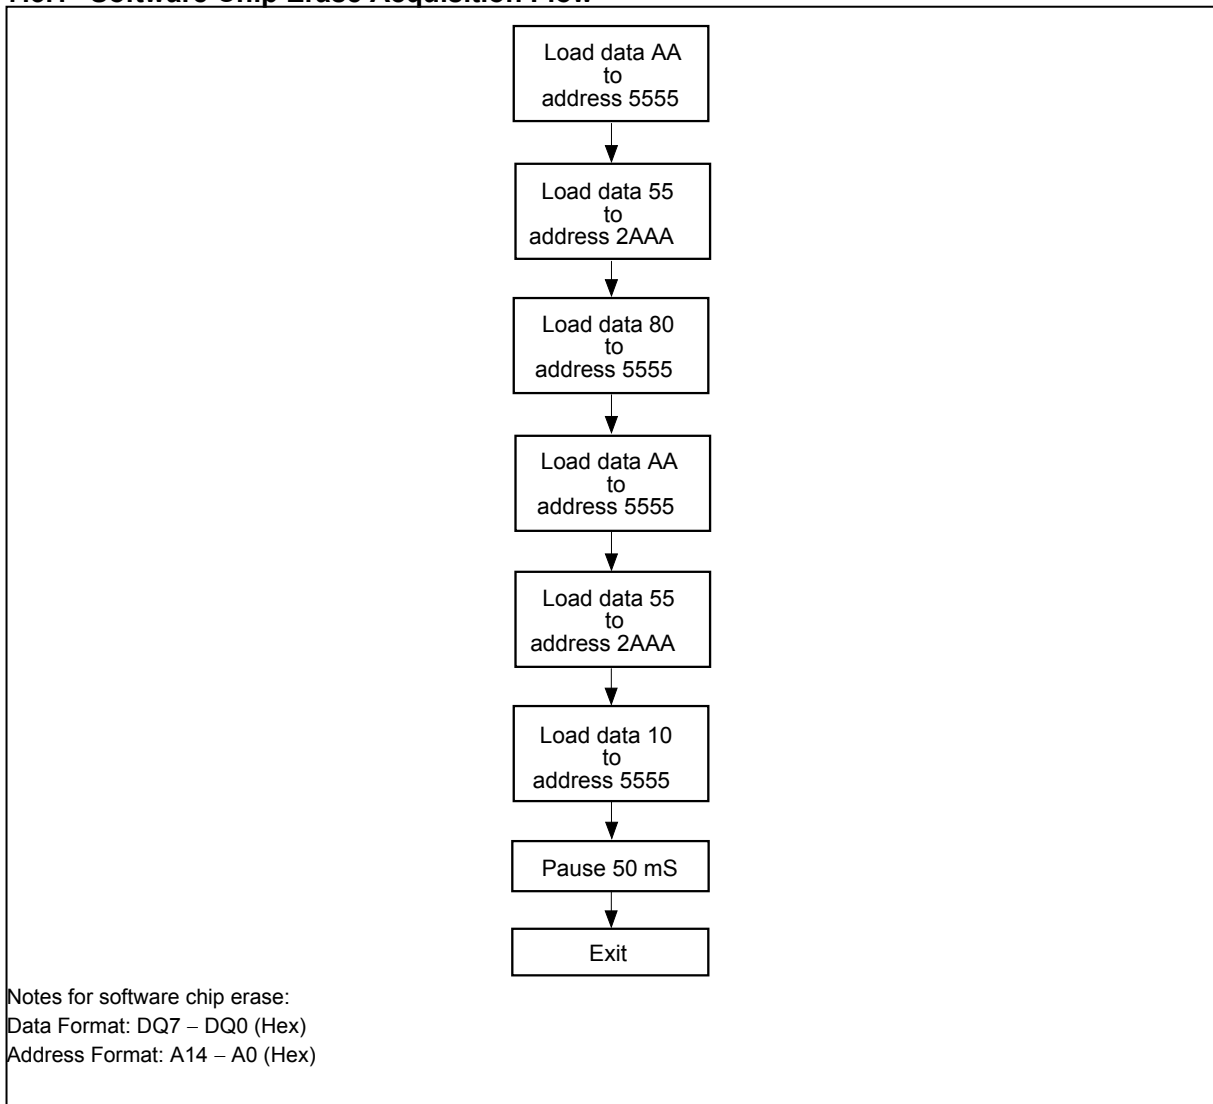 Software Chip Erase Acquisition Flow
Load data AA
to
address 5555
Load data 55
to
address 2AAA
Load data 80
to
address 5555
Load data AA
to
address 5555
Load data 55
to
address 2AAA
Load data 10
to
address 5555
Pause 50 mS
Exit
Notes for software chip erase:
Data Format: DQ7 – DQ0 (Hex)
Address Format: A14 – A0 (Hex)